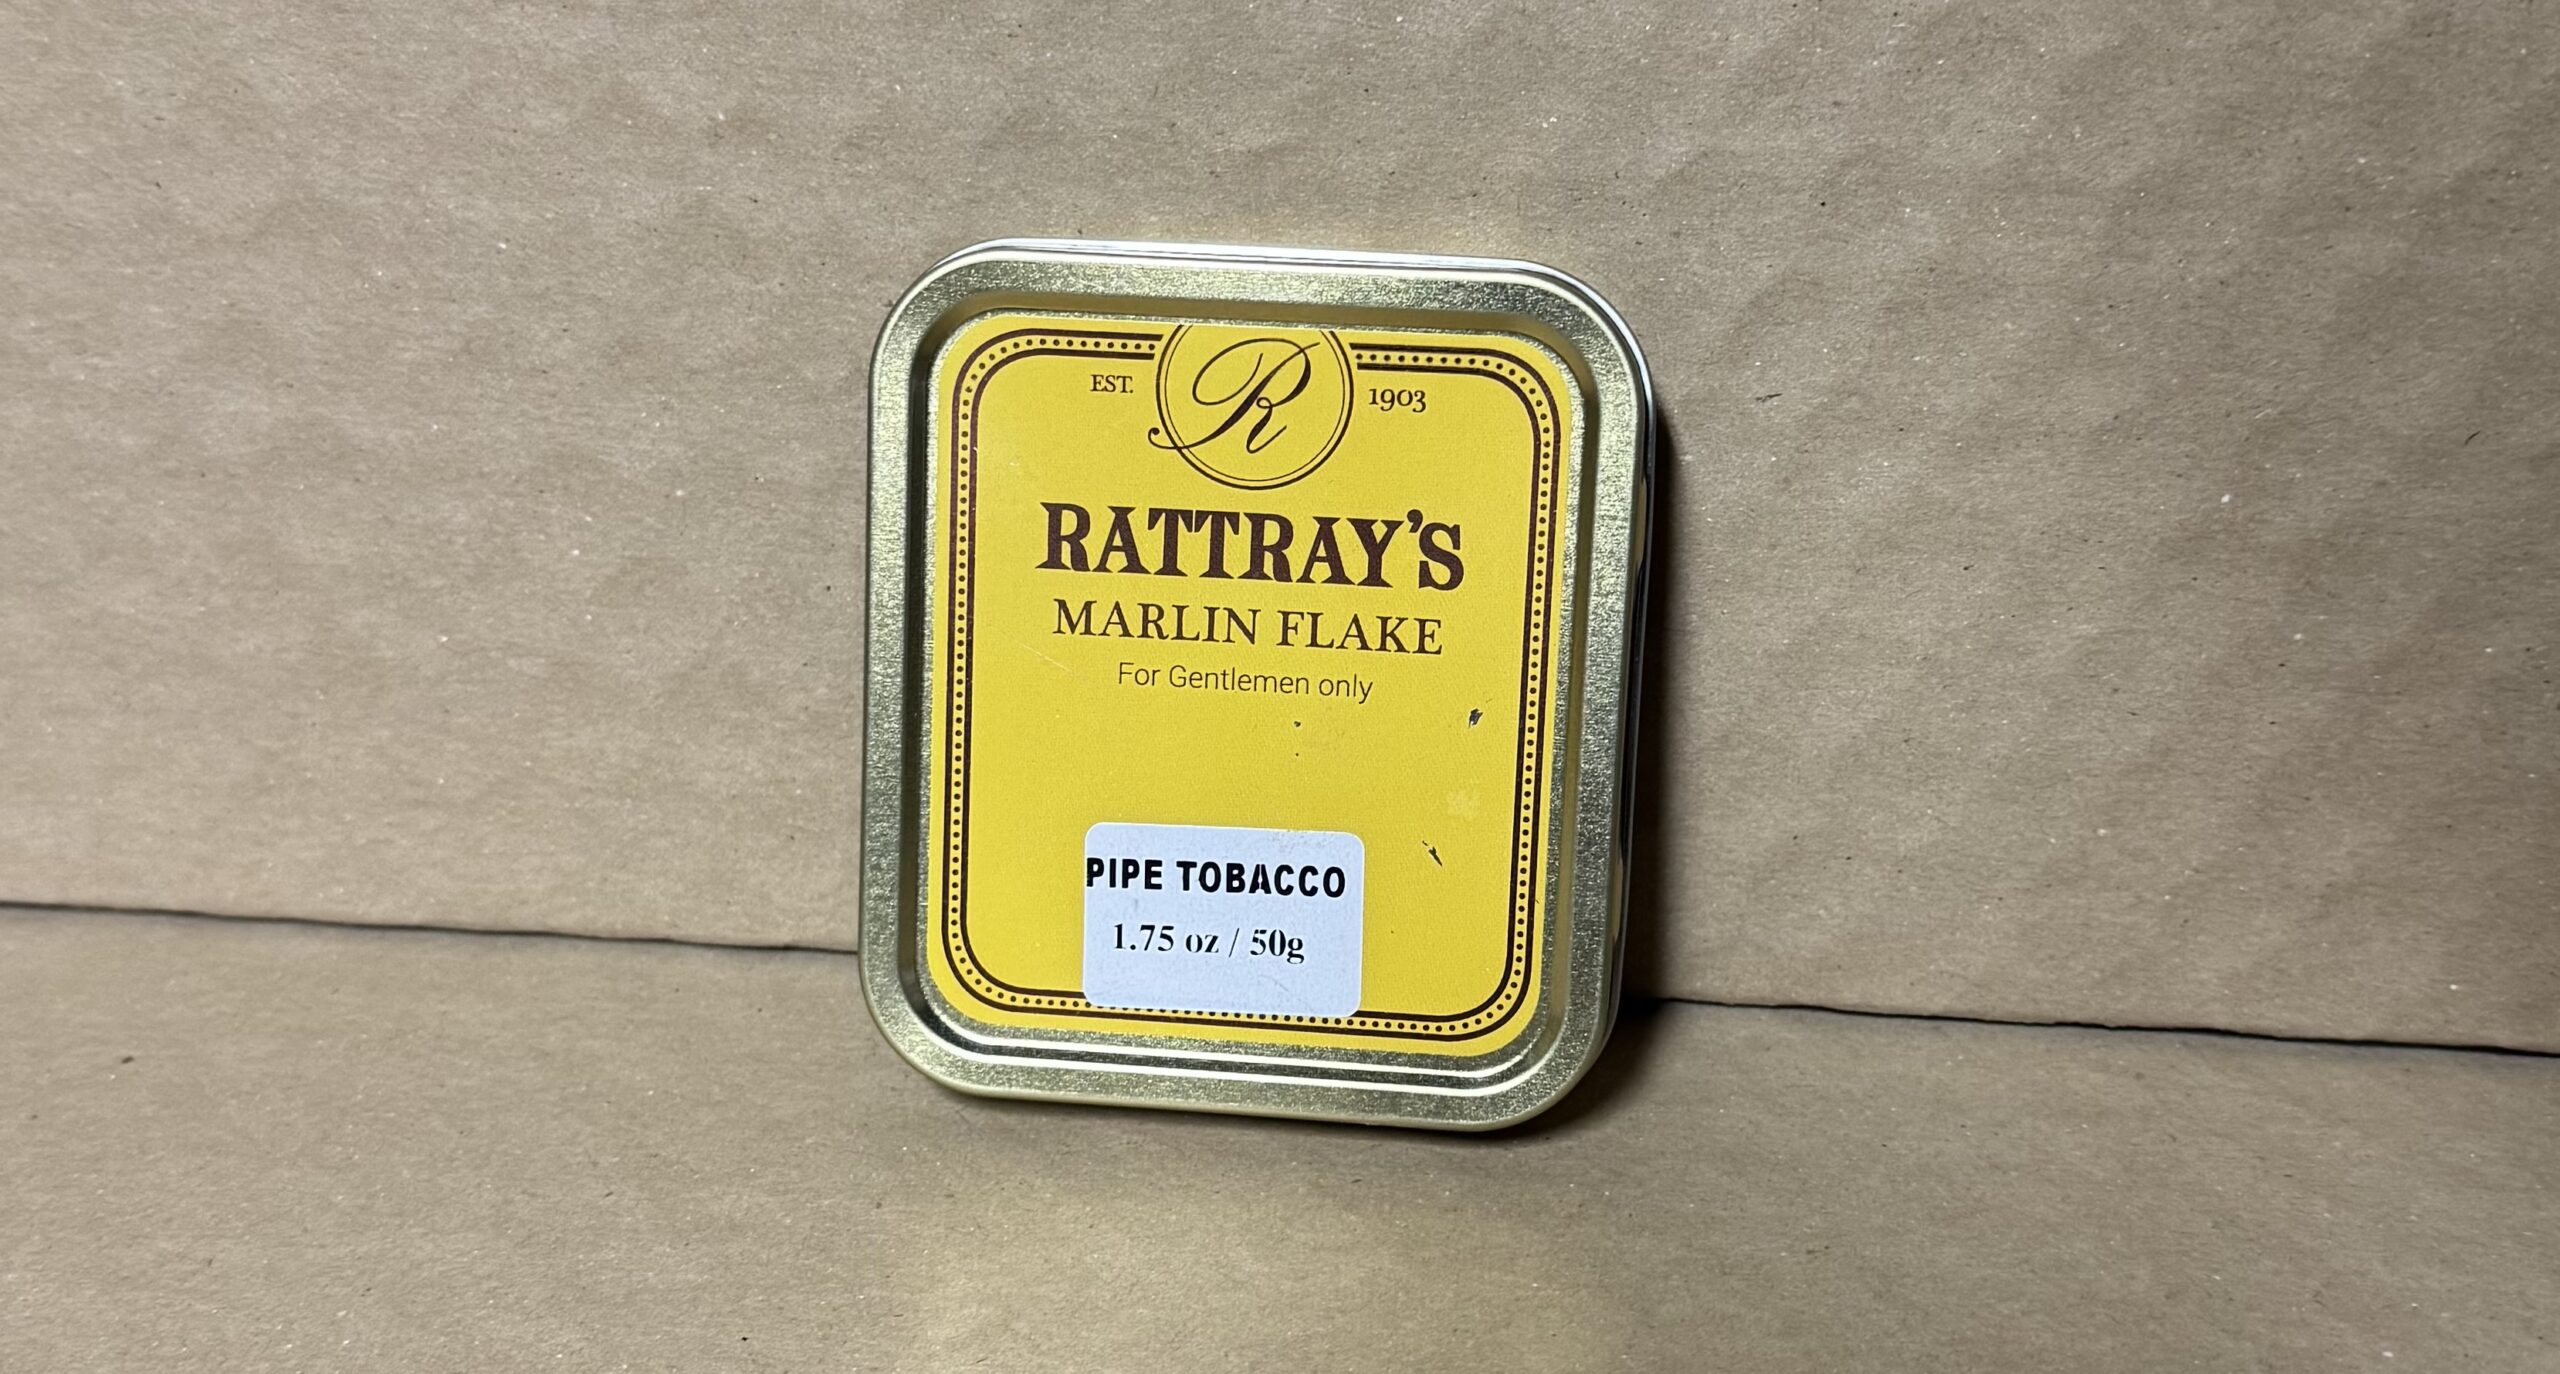 EST. R 1903
RATTRAY'S
MARLIN FLAKE
For Gentlemen only
PIPE TOBACCO
1.75 oz / 50g